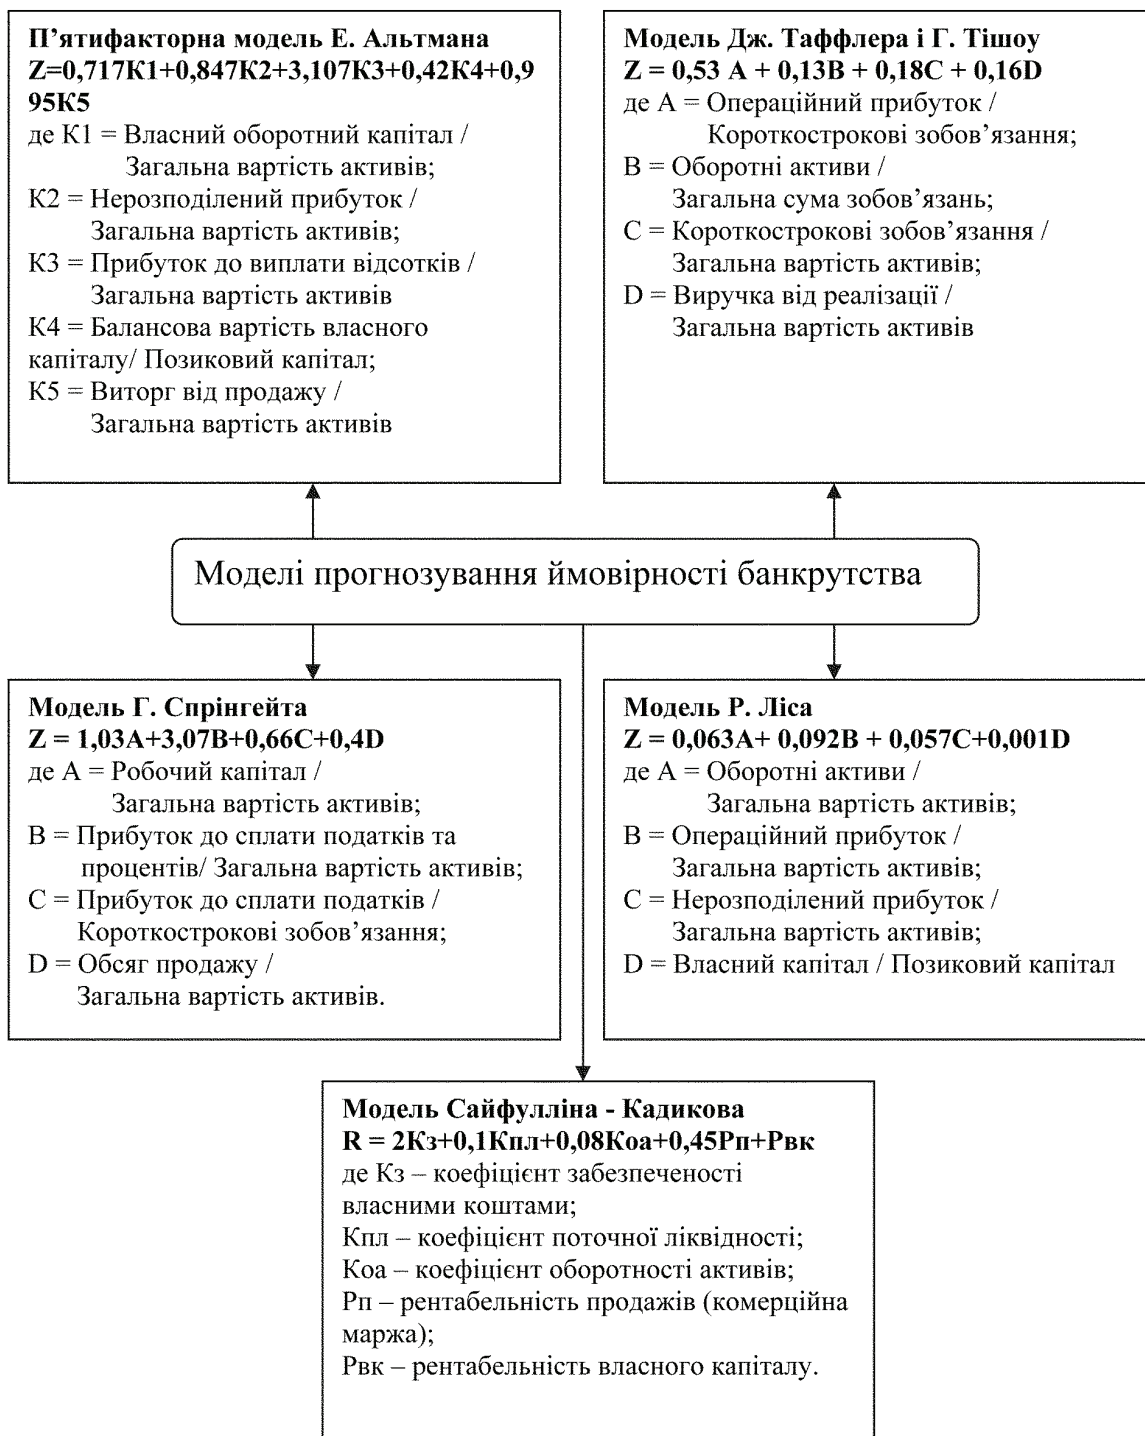 П’ятифакторна модель Е. Альтмана
Z=0,717К1+0,847К2+3,107К3+0,42К4+0,9
95К5
де К1 = Власний оборотний капітал /
Загальна вартість активів;
К2 = Нерозподілений прибуток /
Загальна вартість активів;
К3 = Прибуток до виплати відсотків /
Загальна вартість активів
К4 = Балансова вартість власного
капіталу/ Позиковий капітал;
К5 = Виторг від продажу /
Загальна вартість активів
Модель Дж. Таффлера і Г. Тішоу
Z = 0,53 А + 0,13В + 0,18С + 0,16D
де А = Операційний прибуток /
Короткострокові зобов’язання;
В = Оборотні активи /
Загальна сума зобов’язань;
С = Короткострокові зобов’язання /
Загальна вартість активів;
D = Виручка від реалізації /
Загальна вартість активів
Моделі прогнозування ймовірності банкрутства
Модель Г. Спрінгейта
Z = 1,03А+3,07В+0,66С+0,4D
де А = Робочий капітал /
Загальна вартість активів;
В = Прибуток до сплати податків та
процентів/ Загальна вартість активів;
С = Прибуток до сплати податків /
Короткострокові зобов’язання;
D = Обсяг продажу /
Загальна вартість активів.
Модель Р. Ліса
Z = 0,063А+ 0,092В + 0,057С+0,001D
де А = Оборотні активи /
Загальна вартість активів;
В = Операційний прибуток /
Загальна вартість активів;
С = Нерозподілений прибуток /
Загальна вартість активів;
D = Власний капітал / Позиковий капітал
Модель Сайфулліна - Кадикова
R = 2Кз+0,1Кпл+0,08Коа+0,45Рп+Рвк
де Кз – коефіцієнт забезпеченості
власними коштами;
Кпл – коефіцієнт поточної ліквідності;
Коа – коефіцієнт оборотності активів;
Рп – рентабельність продажів (комерційна
маржа);
Рвк – рентабельність власного капіталу.